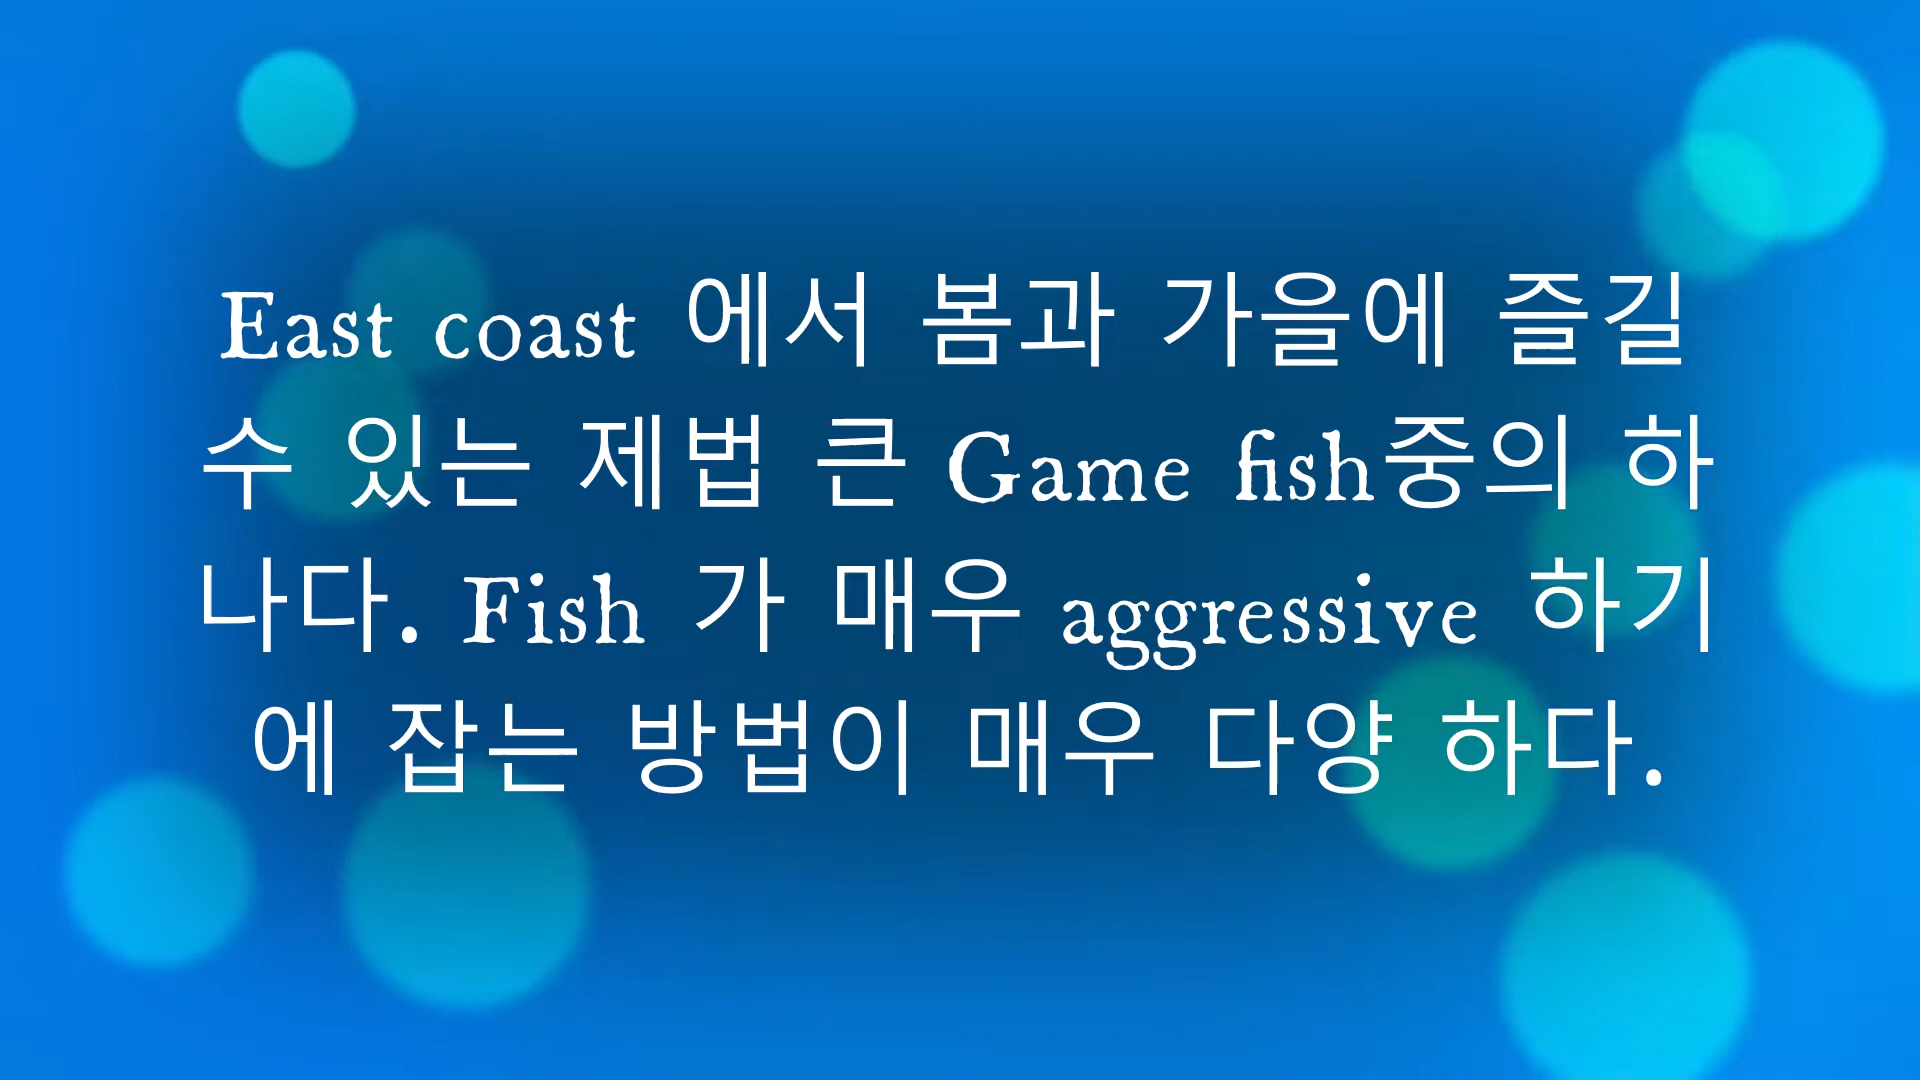 East coast 에서 봄과 가을에 즐길
수 있는 제법 큰 Game fish중의 하
나다. Fish 가 매우 aggressive 하기
에 잡는 방법이 매우 다양 하다.